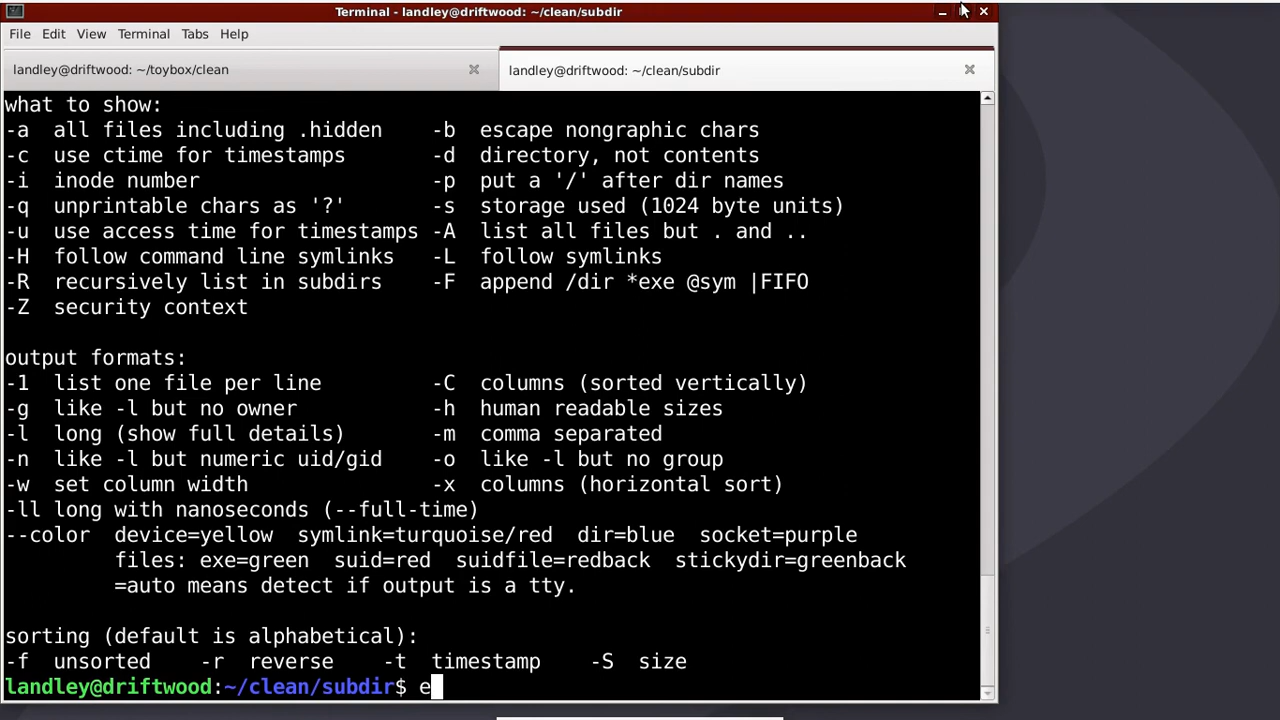 Terminal - landley@driftwood: ~/clean/subdir
File Edit View Terminal Tabs Help
landley@driftwood: ~/toybox/clean landley@driftwood: ~/clean/subdir
what to show:
-a  all files including .hidden    -b  escape nongraphic chars
-c  use ctime for timestamps       -d  directory, not contents
-i  inode number                   -p  put a '/' after dir names
-q  unprintable chars as '?'       -s  storage used (1024 byte units)
-u  use access time for timestamps -A  list all files but . and ..
-H  follow command line symlinks   -L  follow symlinks
-R  recursively list in subdirs    -F  append /dir *exe @sym |FIFO
-Z  security context
output formats:
-1  list one file per line         -C  columns (sorted vertically)
-g  like -l but no owner           -h  human readable sizes
-l  long (show full details)       -m  comma separated
-n  like -l but numeric uid/gid    -o  like -l but no group
-w  set column width               -x  columns (horizontal sort)
-ll long with nanoseconds (--full-time)
--color  device=yellow  symlink=turquoise/red  dir=blue  socket=purple
         files: exe=green  suid=red  suidfile=redback  stickydir=greenback
         =auto means detect if output is a tty.
sorting (default is alphabetical):
-f  unsorted    -r  reverse    -t  timestamp    -S  size
landley@driftwood:~/clean/subdir$ e